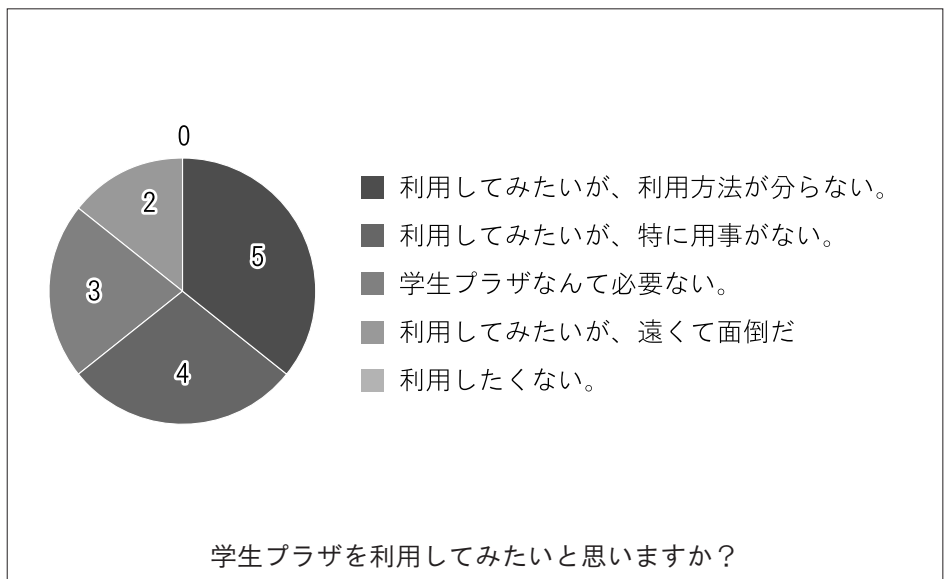 0
2
5
3
4
利用してみたいが、利用方法が分らない。
利用してみたいが、特に用事がない。
学生プラザなんて必要ない。
利用してみたいが、遠くて面倒だ
利用したくない。
学生プラザを利用してみたいと思いますか？